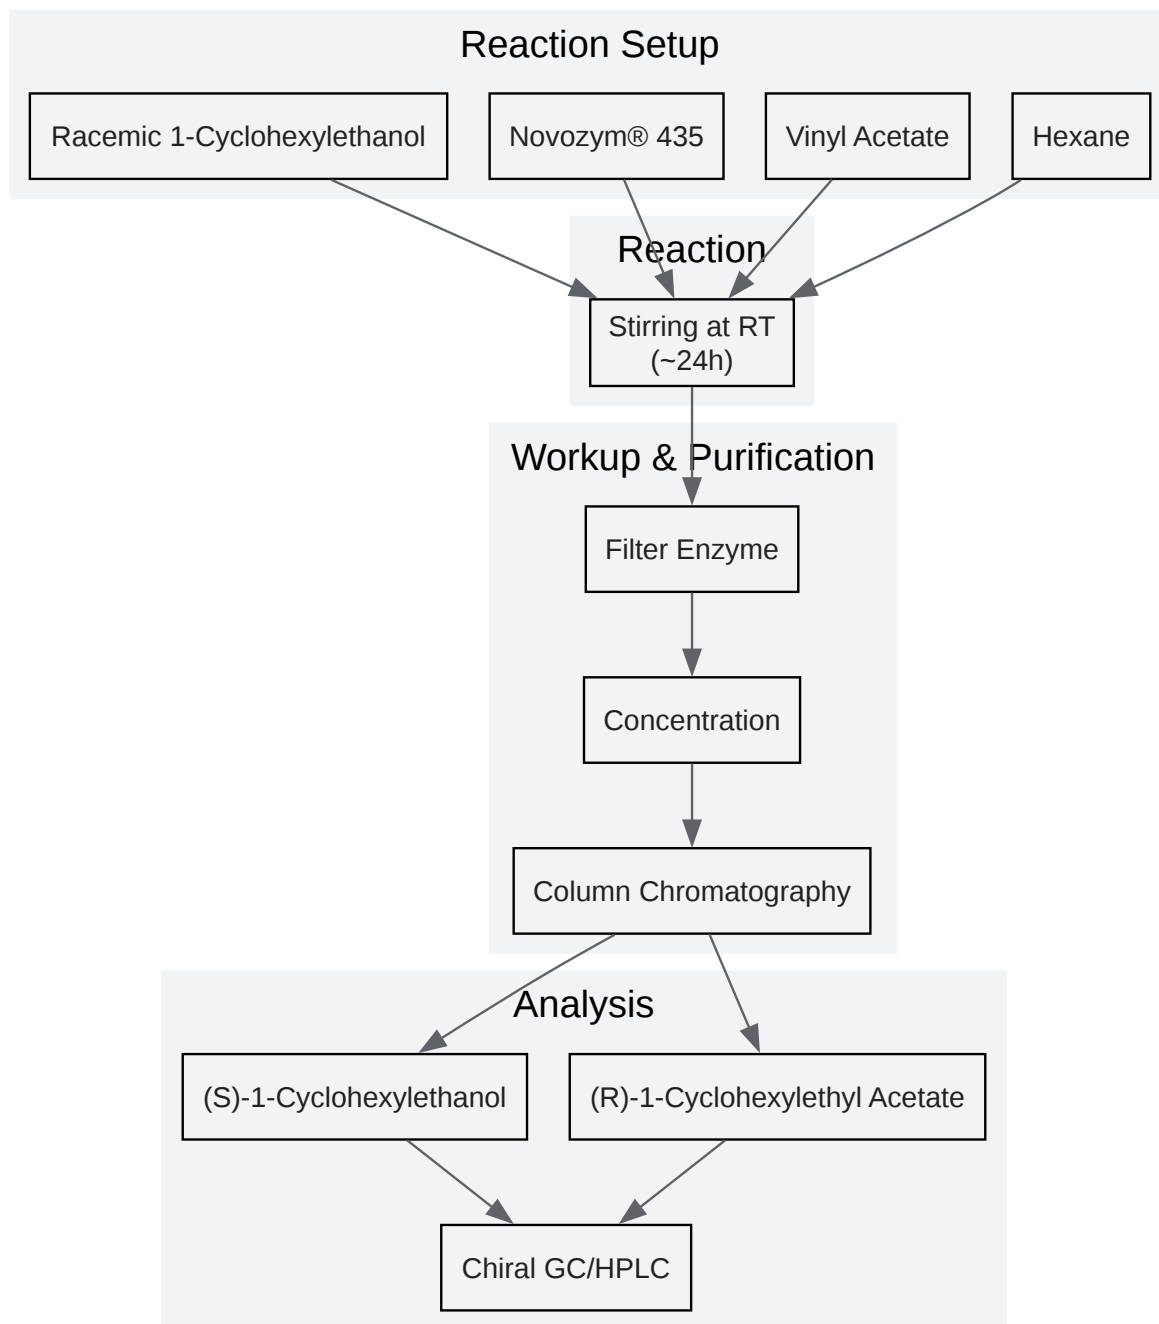 Reaction Setup
Racemic 1-Cyclohexylethanol
Novozym® 435
Vinyl Acetate
Hexane
Reaction
Stirring at RT
(~24h)
Workup & Purification
Filter Enzyme
Concentration
Column Chromatography
Analysis
(S)-1-Cyclohexylethanol
(R)-1-Cyclohexylethyl Acetate
Chiral GC/HPLC